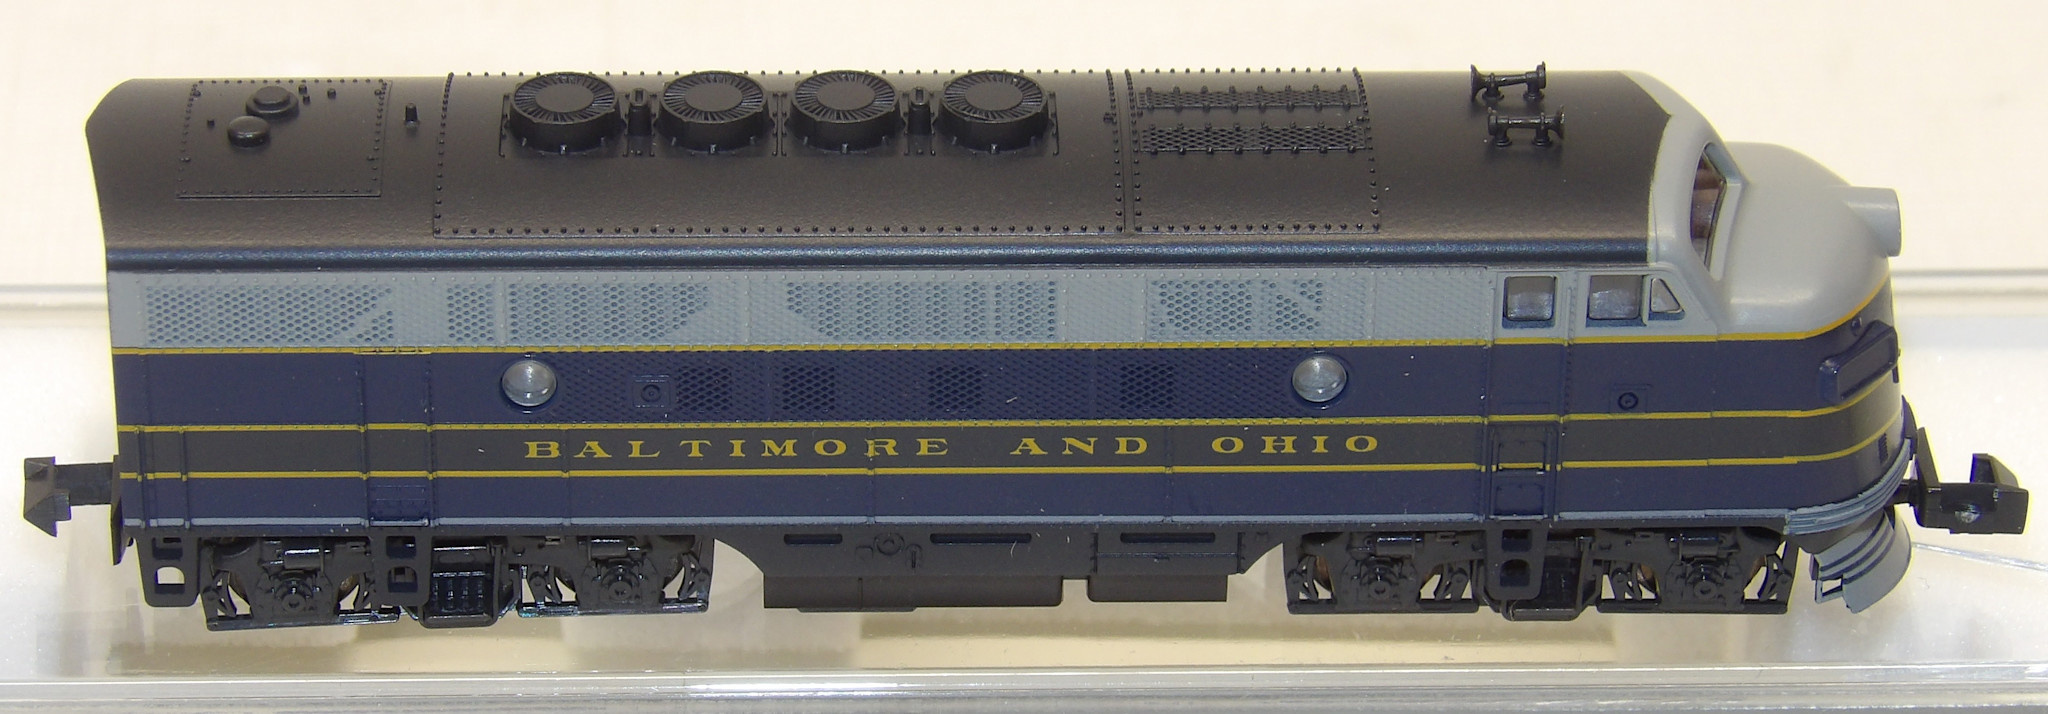 BALTIMORE AND OHIO